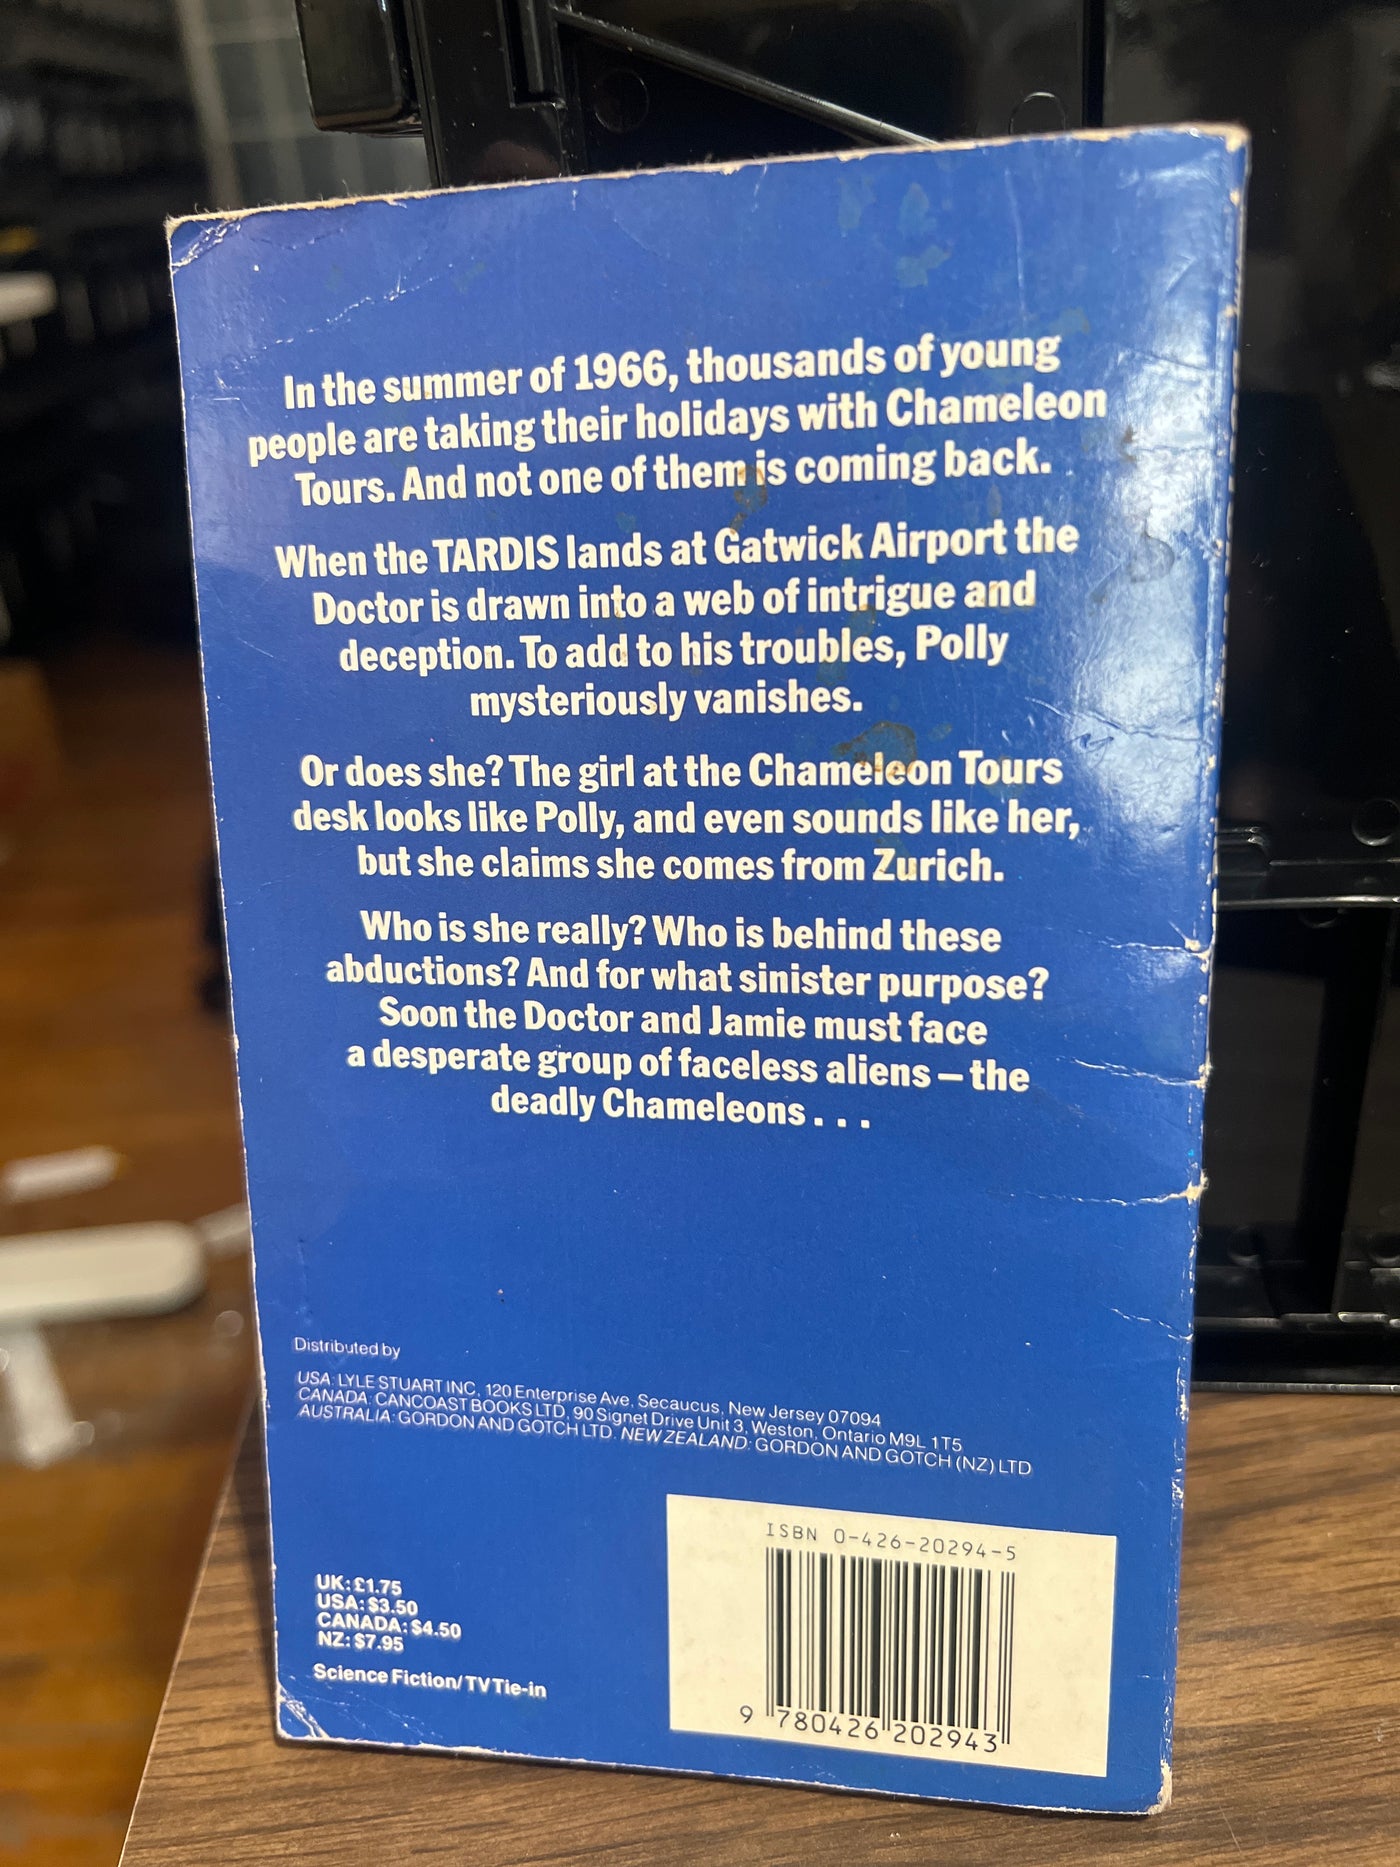 In the summer of 1966, thousands of young
people are taking their holidays with Chameleon
Tours. And not one of them is coming back.
When the TARDIS lands at Gatwick Airport the
Doctor is drawn into a web of intrigue and
deception. To add to his troubles, Polly
mysteriously vanishes.
Or does she? The girl at the Chameleon Tours
desk looks like Polly, and even sounds like her,
but she claims she comes from Zurich.
Who is she really? Who is behind these
abductions? And for what sinister purpose?
Soon the Doctor and Jamie must face
a desperate group of faceless aliens – the
deadly Chameleons . . .
Distributed by
USA: LYLE STUART INC, 120 Enterprise Ave, Secaucus, New Jersey 07094
CANADA: CANCOAST BOOKS LTD, 90 Signet Drive Unit 3, Weston, Ontario M9L 1T5
AUSTRALIA: GORDON AND GOTCH LTD. NEW ZEALAND: GORDON AND GOTCH (NZ) LTD
ISBN 0-426-20294-5
UK: £1.75
USA: $3.50
CANADA: $4.50
NZ: $7.95
Science Fiction/TV Tie-in
9 780426 202943